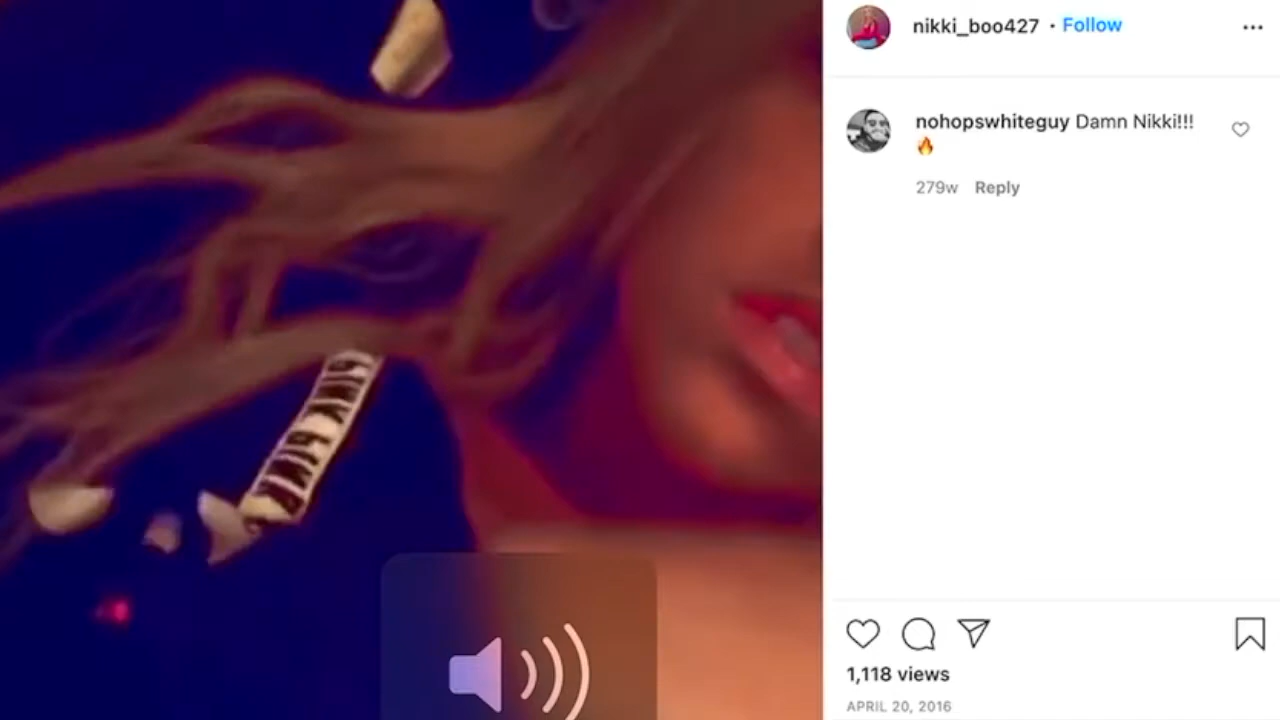 nikki_boo427 • Follow
nohopswhiteguy Damn Nikki!!!
🔥
279w Reply
1,118 views
APRIL 20, 2016